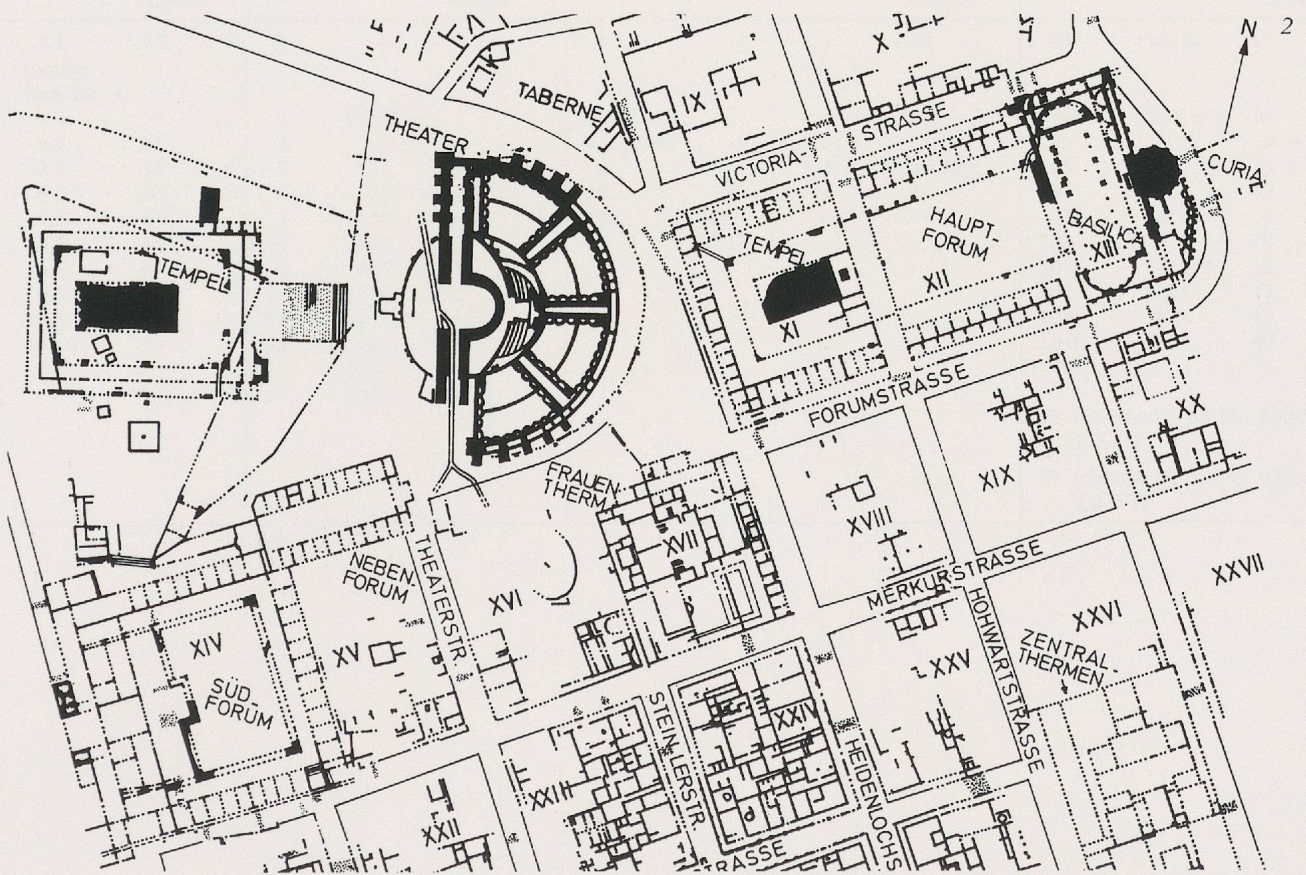 N 2
X
TABERNE
IX
THEATER
STRASSE
VICTORIA-
CURIA
E
HAUPT-
FORUM
BASILICA
XIII
TEMPEL
TEMPEL
XII
XI
FORUMSTRASSE
XX
FRAUEN
THERM.
XIX
XVIII
XVII
NEBEN-
FORUM
THEATERSTR.
MERKURSTRASSE
XXVII
XVI
XXVI
HOHWARTSTRASSE
ZENTRAL-
THERMEN
XIV
XV
XXV
SÜD
FORUM
XXIV
STEINLERSTR.
HEIDENLOCHS
XXIII
XXII
STRASSE